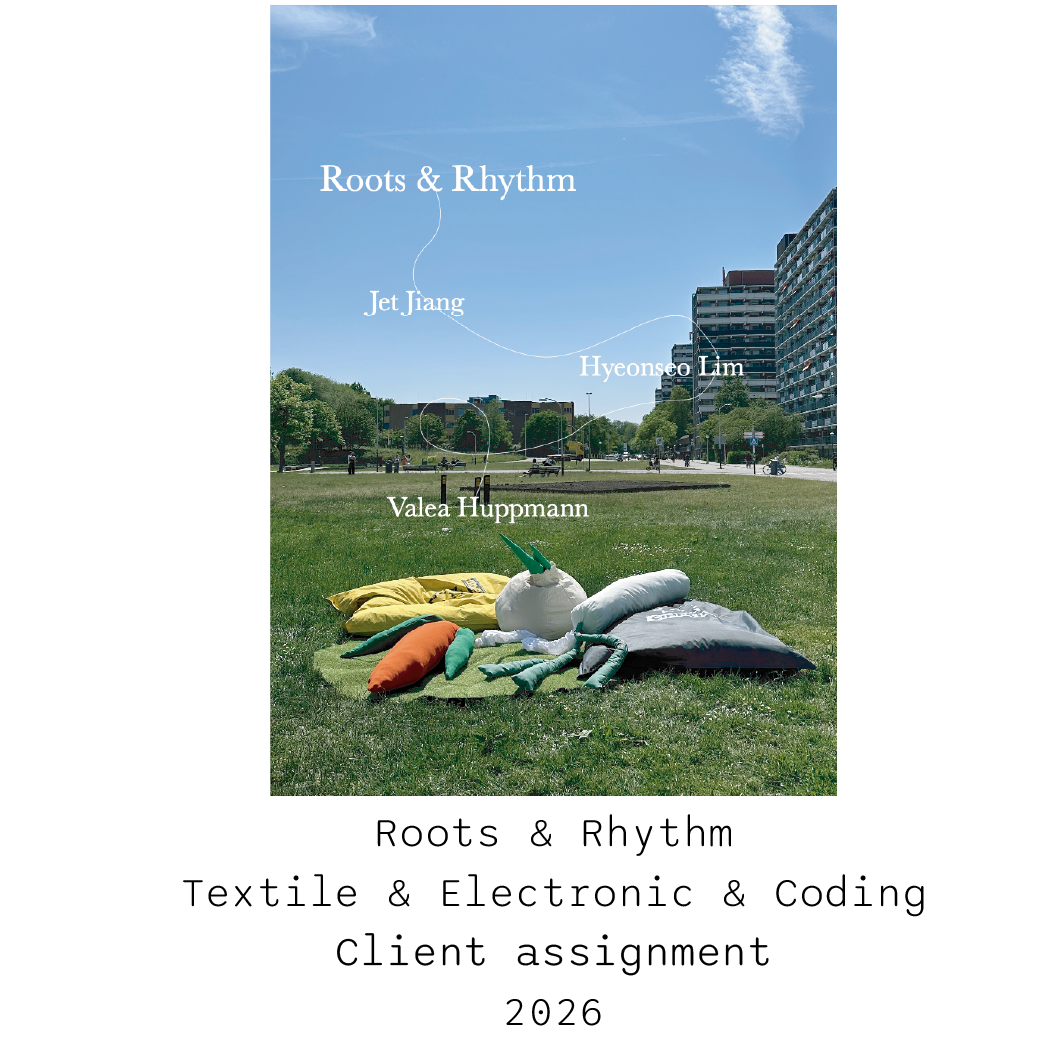 Roots & Rhythm
Jet Jiang
Hyeonseo Lim
Valea Huppmann
Roots & Rhythm
Textile & Electronic & Coding
Client assignment
2026